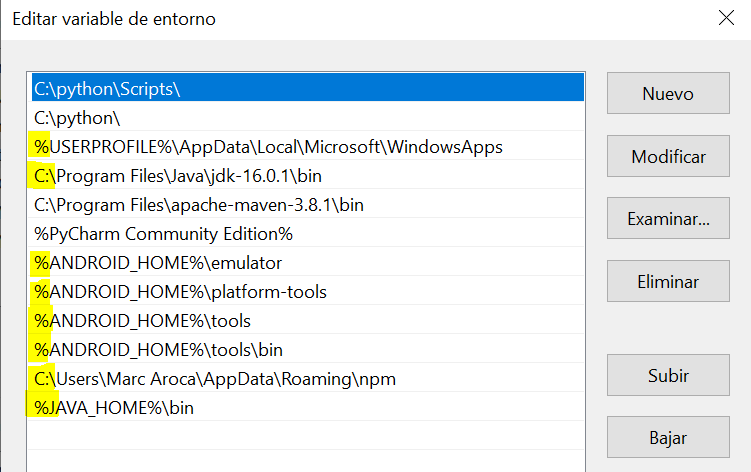 Editar variable de entorno
C:\python\Scripts\
C:\python\
%USERPROFILE%\AppData\Local\Microsoft\WindowsApps
C:\Program Files\Java\jdk-16.0.1\bin
C:\Program Files\apache-maven-3.8.1\bin
%PyCharm Community Edition%
%ANDROID_HOME%\emulator
%ANDROID_HOME%\platform-tools
%ANDROID_HOME%\tools
%ANDROID_HOME%\tools\bin
C:\Users\Marc Aroca\AppData\Roaming\npm
%JAVA_HOME%\bin
Nuevo
Modificar
Examinar...
Eliminar
Subir
Bajar